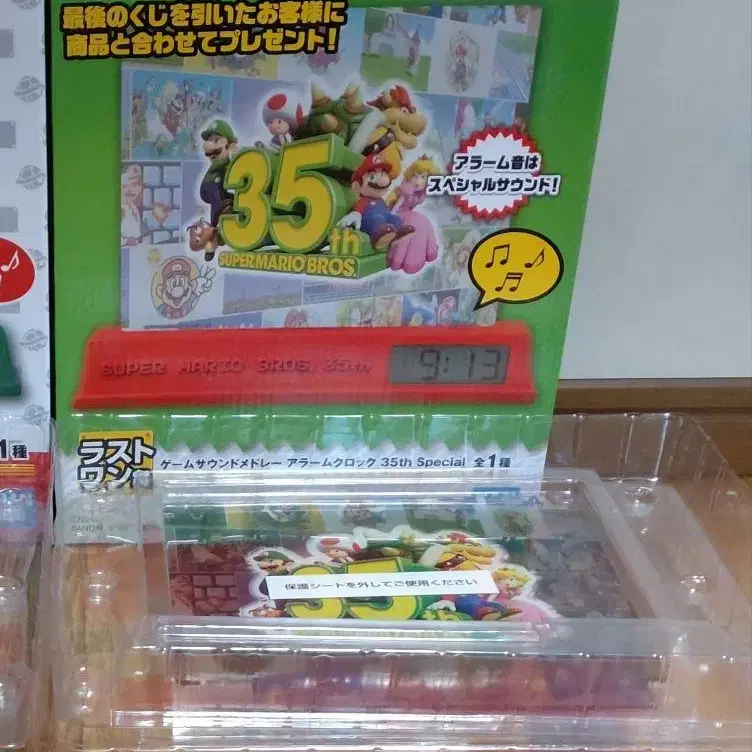 最後のくじを引いたお客様に
商品と合わせてプレゼント!
アラーム音は
スペシャルサウンド!
35th
SUPER MARIO BROS.
SUPER MARIO BROS. 35th
9:13
1種
ラスト
ワン賞
ゲームサウンドメドレー アラームクロック 35th Special 全1種
保護シートを外してご使用ください
35th